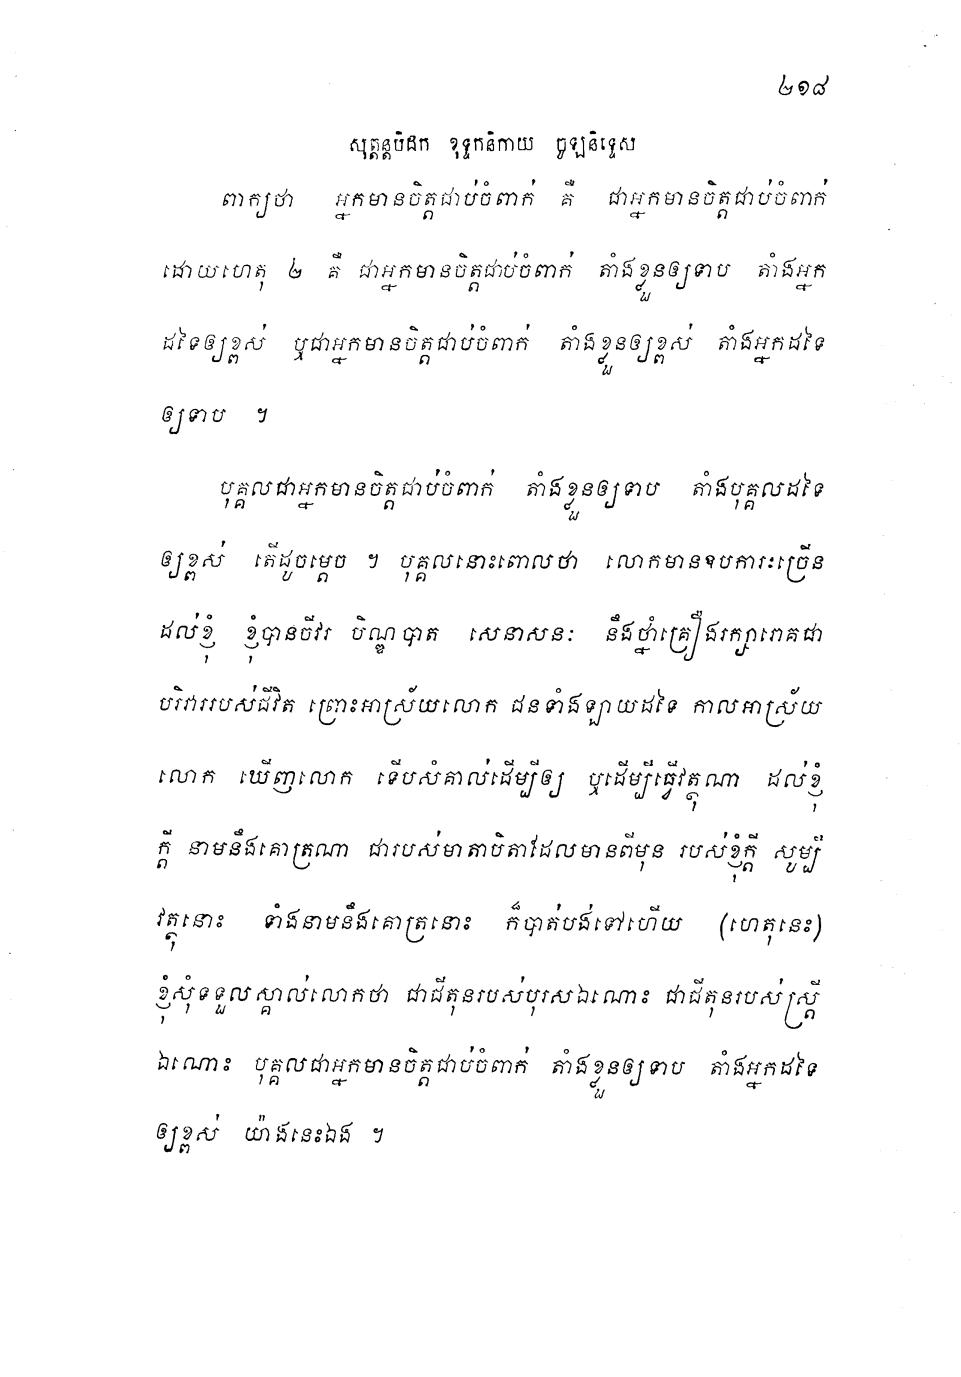 ២១៨
សុត្តន្តបិដក ខុទ្ទកនិកាយ ចូឡនិទ្ទេស
ពាក្យថា អ្នកមានចិត្តជាប់ចំពាក់ គឺ ជាអ្នកមានចិត្តជាប់ចំពាក់
ដោយហេតុ ២ គឺ ជាអ្នកមានចិត្តជាប់ចំពាក់ តាំងខ្លួនឲ្យទាប តាំងអ្នក
ដទៃឲ្យខ្ពស់ ឬជាអ្នកមានចិត្តជាប់ចំពាក់ តាំងខ្លួនឲ្យខ្ពស់ តាំងអ្នកដទៃ
ឲ្យទាប ។
បុគ្គលជាអ្នកមានចិត្តជាប់ចំពាក់ តាំងខ្លួនឲ្យទាប តាំងបុគ្គលដទៃ
ឲ្យខ្ពស់ តើដូចម្តេច ។ បុគ្គលនោះពោលថា លោកមានឧបការៈច្រើន
ដល់ខ្ញុំ ខ្ញុំបានចីវរ បិណ្ឌបាត សេនាសនៈ នឹងថ្នាំគ្រឿងរក្សារោគជា
បរិវាររបស់ជីវិត ព្រោះអាស្រ័យលោក ជនទាំងឡាយដទៃ កាលអាស្រ័យ
លោក ឃើញលោក ទើបសំគាល់ដើម្បីឲ្យ ឬដើម្បីធ្វើវត្ថុណា ដល់ខ្ញុំ
ក្តី នាមនឹងគោត្រណា ជារបស់មាតាបិតាដែលមានពីមុន របស់ខ្ញុំក្តី សូម្បី
វត្ថុនោះ ទាំងនាមនឹងគោត្រនោះ ក៏បាត់បង់ទៅហើយ (ហេតុនេះ)
ខ្ញុំសុំទទួលស្គាល់លោកថា ជាជីតុនរបស់បុរសឯណោះ ជាជីតុនរបស់ស្ត្រី
ឯណោះ បុគ្គលជាអ្នកមានចិត្តជាប់ចំពាក់ តាំងខ្លួនឲ្យទាប តាំងអ្នកដទៃ
ឲ្យខ្ពស់ យ៉ាងនេះឯង ។